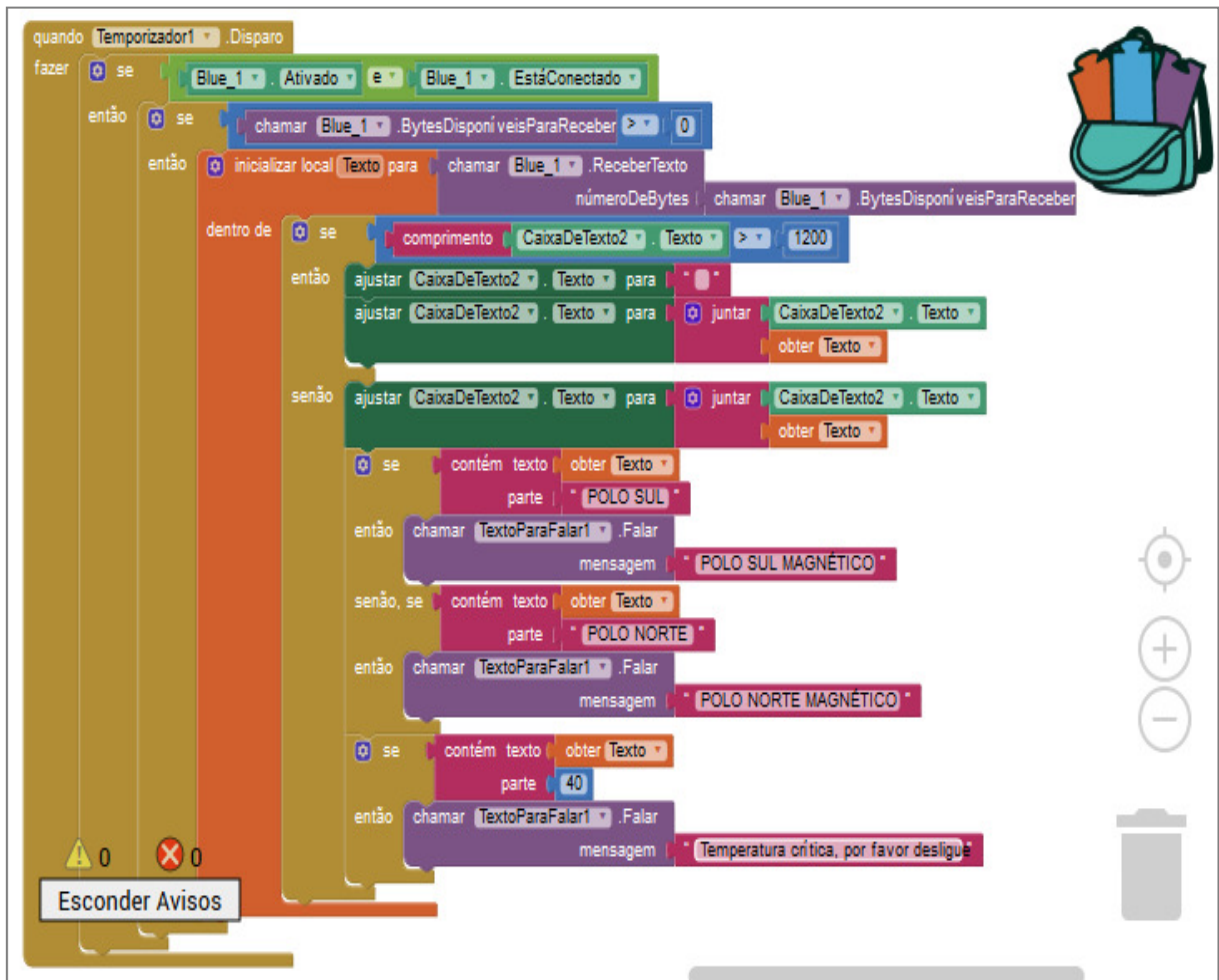 quando Temporizador1 .Disparo
fazer se Blue_1 . Ativado e Blue_1 . EstáConectado
então se chamar Blue_1 .BytesDisponíveisParaReceber > 0
então inicializar local Texto para chamar Blue_1 .ReceberTexto
númeroDeBytes chamar Blue_1 .BytesDisponíveisParaReceber
dentro de se comprimento CaixaDeTexto2 . Texto > 1200
então ajustar CaixaDeTexto2 . Texto para " "
ajustar CaixaDeTexto2 . Texto para juntar CaixaDeTexto2 . Texto
obter Texto
senão ajustar CaixaDeTexto2 . Texto para juntar CaixaDeTexto2 . Texto
obter Texto
se contém texto obter Texto
parte " POLO SUL "
então chamar TextoParaFalar1 .Falar
mensagem " POLO SUL MAGNÉTICO "
senão, se contém texto obter Texto
parte " POLO NORTE "
então chamar TextoParaFalar1 .Falar
mensagem " POLO NORTE MAGNÉTICO "
se contém texto obter Texto
parte 40
então chamar TextoParaFalar1 .Falar
mensagem " Temperatura crítica, por favor desligue "
0 0
Esconder Avisos